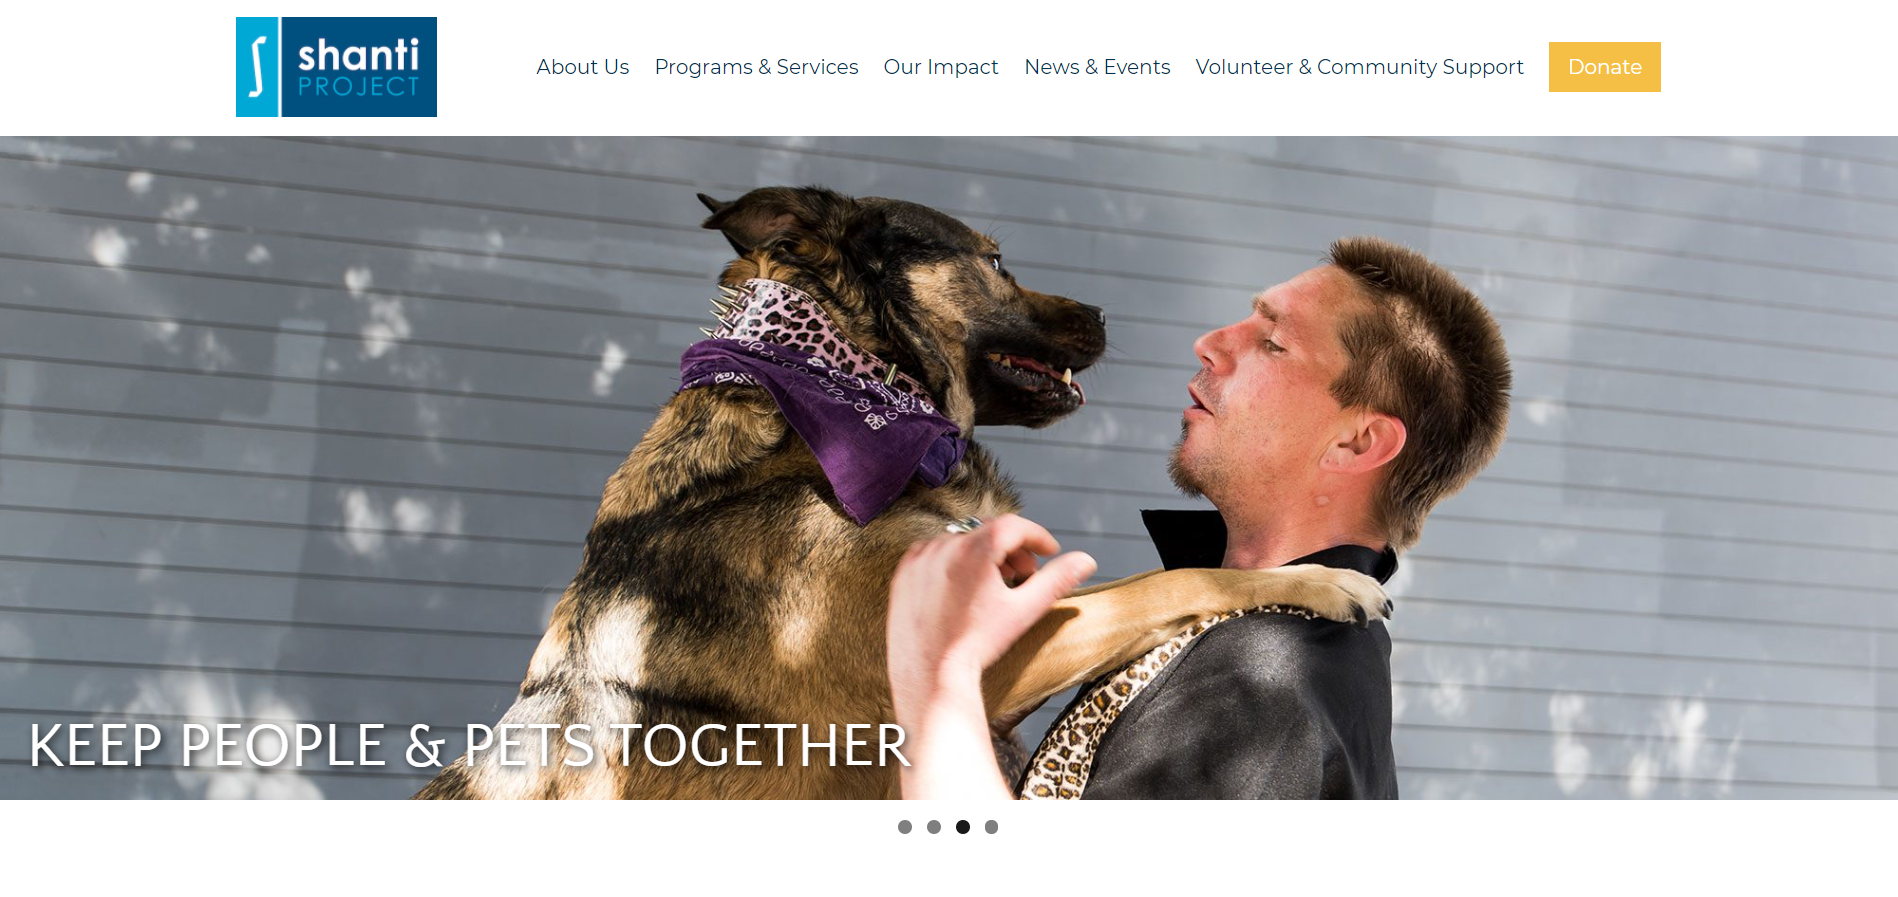 shanti
PROJECT
About Us
Programs & Services
Our Impact
News & Events
Volunteer & Community Support
Donate
KEEP PEOPLE & PETS TOGETHER